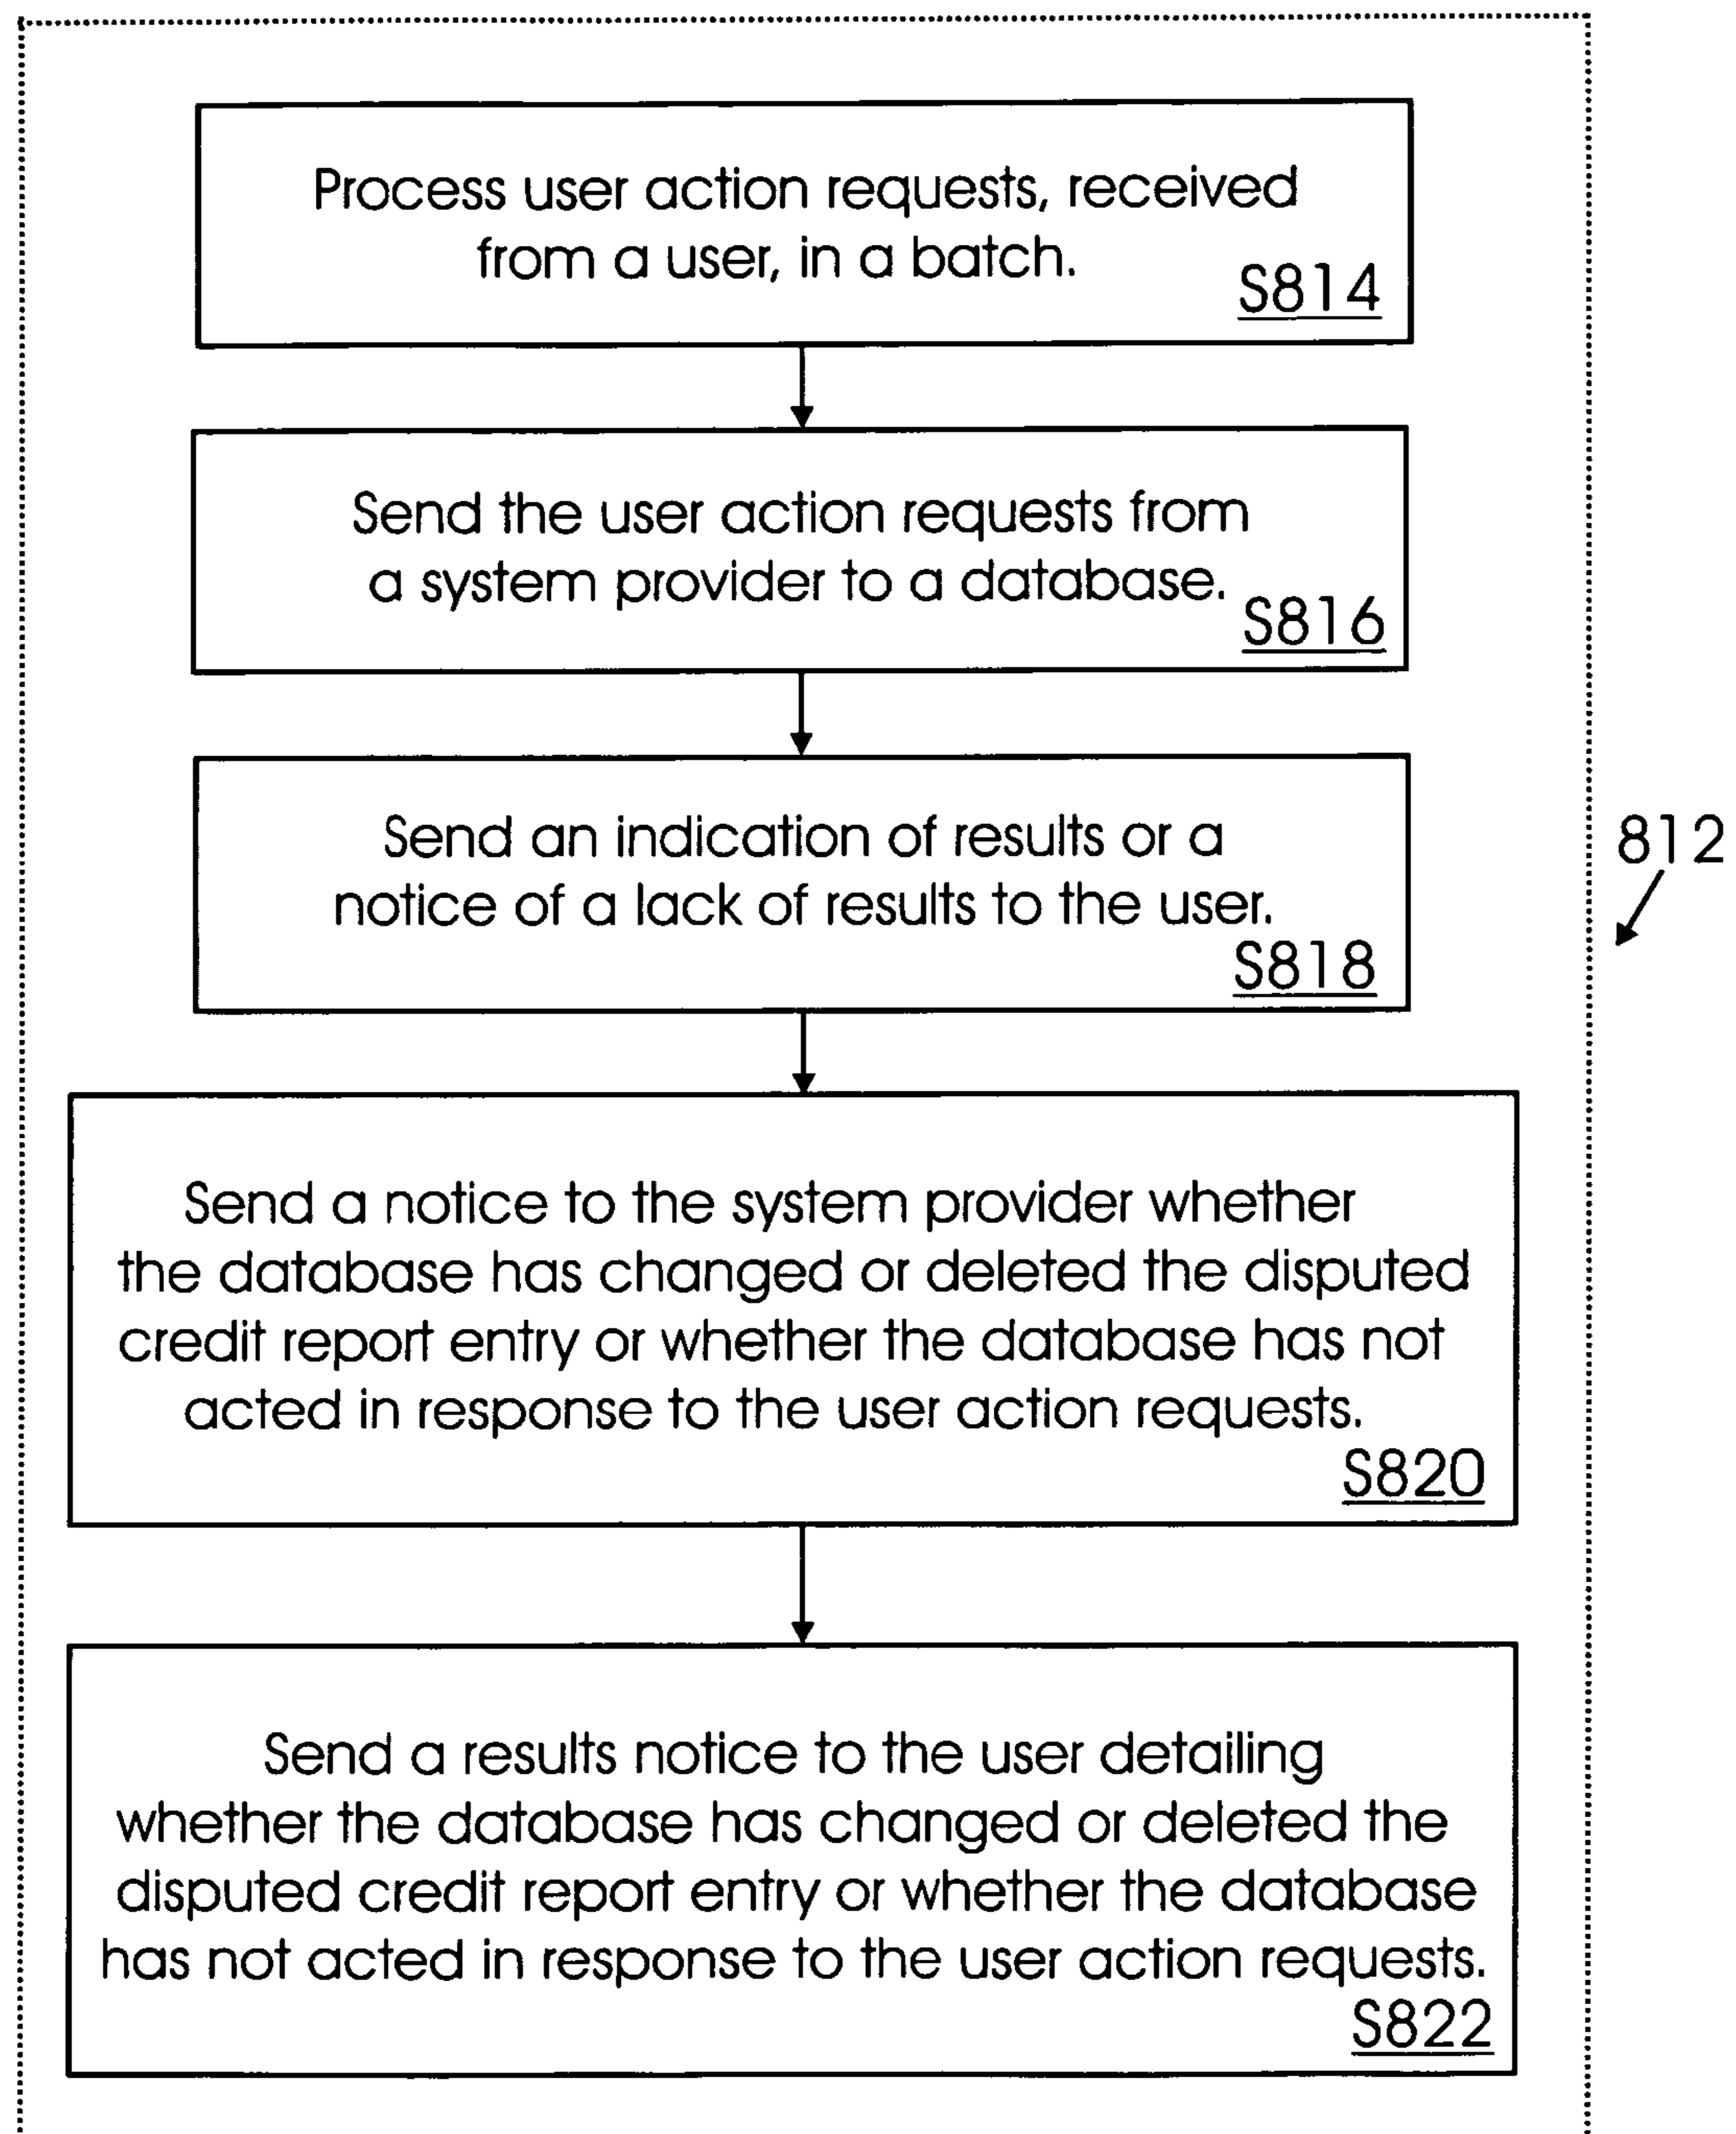 Process user action requests, received
from a user, in a batch.
S814
Send the user action requests from
a system provider to a database.
S816
Send an indication of results or a
notice of a lack of results to the user.
S818
812
Send a notice to the system provider whether
the database has changed or deleted the disputed
credit report entry or whether the database has not
acted in response to the user action requests.
S820
Send a results notice to the user detailing
whether the database has changed or deleted the
disputed credit report entry or whether the database
has not acted in response to the user action requests.
S822